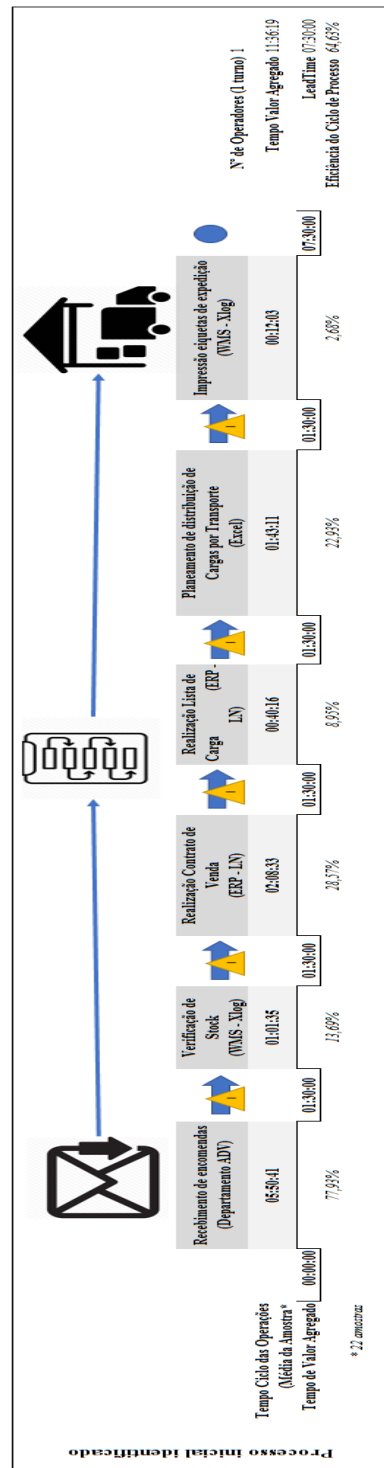 Processo inicial identificado
Recebimento de encomendas
(Departamento ADV)
Verificação de
Stock
(WMS - Xlog)
Realização Contrato de
Venda
(ERP - LN)
Realização Lista de
Carga (ERP -
LN)
Planeamento de distribuição de
Cargas por Transporte
(Excel)
Impressão eiquetas de expedição
(WMS - Xlog)
Nº de Operadores (1 turno) 1
Tempo Ciclo das Operações
(Média da Amostra*
05:50:41
01:01:35
02:08:33
00:40:16
01:43:11
00:12:03
Tempo Valor Agregado 11:36:19
Tempo de Valor Agregado
00:00:00
01:30:00
01:30:00
01:30:00
01:30:00
01:30:00
07:30:00
LeadTime 07:30:00
77,93%
13,69%
28,57%
8,95%
22,93%
2,68%
Eficiência do Ciclo de Processo 64,63%
* 22 amostras